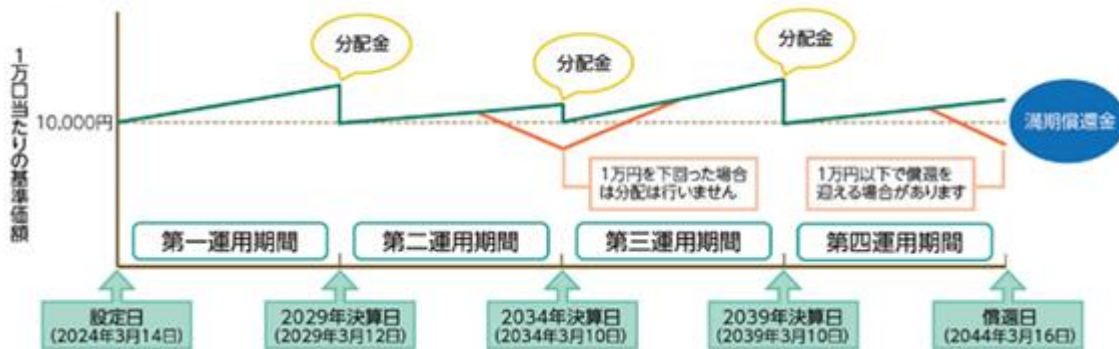 1万口当たりの基準価額
10,000円
分配金
分配金
分配金
満期償還金
1万円を下回った場合
は分配は行いません
1万円以下で償還を
迎える場合があります
第一運用期間
第二運用期間
第三運用期間
第四運用期間
設定日
(2024年3月14日)
2029年決算日
(2029年3月12日)
2034年決算日
(2034年3月10日)
2039年決算日
(2039年3月10日)
償還日
(2044年3月16日)